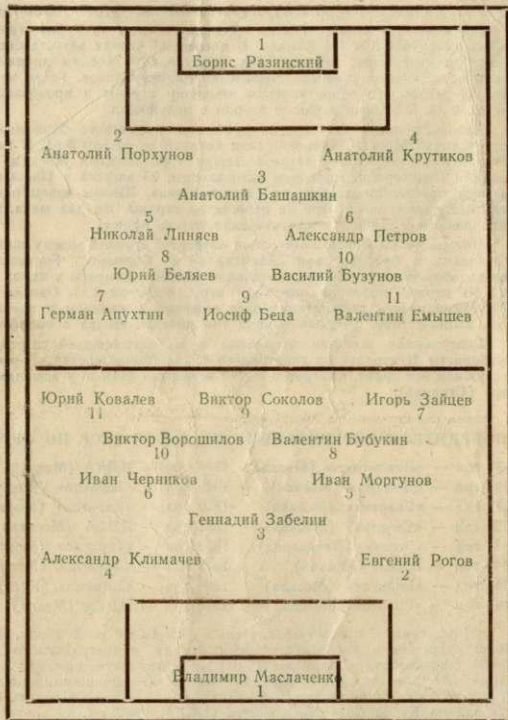 1
Борис Разинский
2 4
Анатолий Порхунов Анатолий Крутиков
3
Анатолий Башашкин
5 6
Николай Линяев Александр Петров
8 10
Юрий Беляев Василий Бузунов
7 9 11
Герман Апухтин Иосиф Беца Валентин Емышев
Юрий Ковалев Виктор Соколов Игорь Зайцев
11 9 7
Виктор Ворошилов Валентин Бубукин
10 8
Иван Черников Иван Моргунов
6 5
Геннадий Забелин
3
Александр Климачев Евгений Рогов
4 2
Владимир Маслаченко
1